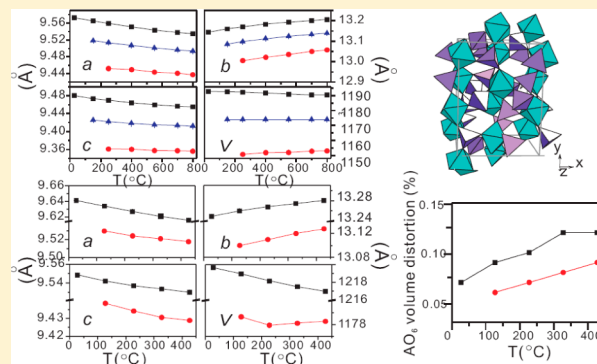 9.56
9.52
9.48
9.44
a
b
13.2
13.1
13.0
12.9
(Å)
(Å)
9.48
9.44
9.40
9.36
c
V
1190
1180
1170
1160
1150
0 200 400 600 800
0 200 400 600 800
T(°C)
T(°C)
y
z
x
9.66
9.64
9.62
9.52
9.50
a
b
13.28
13.24
13.12
13.08
(Å)
(Å)
9.54
9.43
9.42
c
V
1218
1216
1178
0 100 200 300 400
0 100 200 300 400
T(°C)
T(°C)
AO₆ volume distortion (%)
0.15
0.10
0.05
0 100 200 300 400
T(°C)